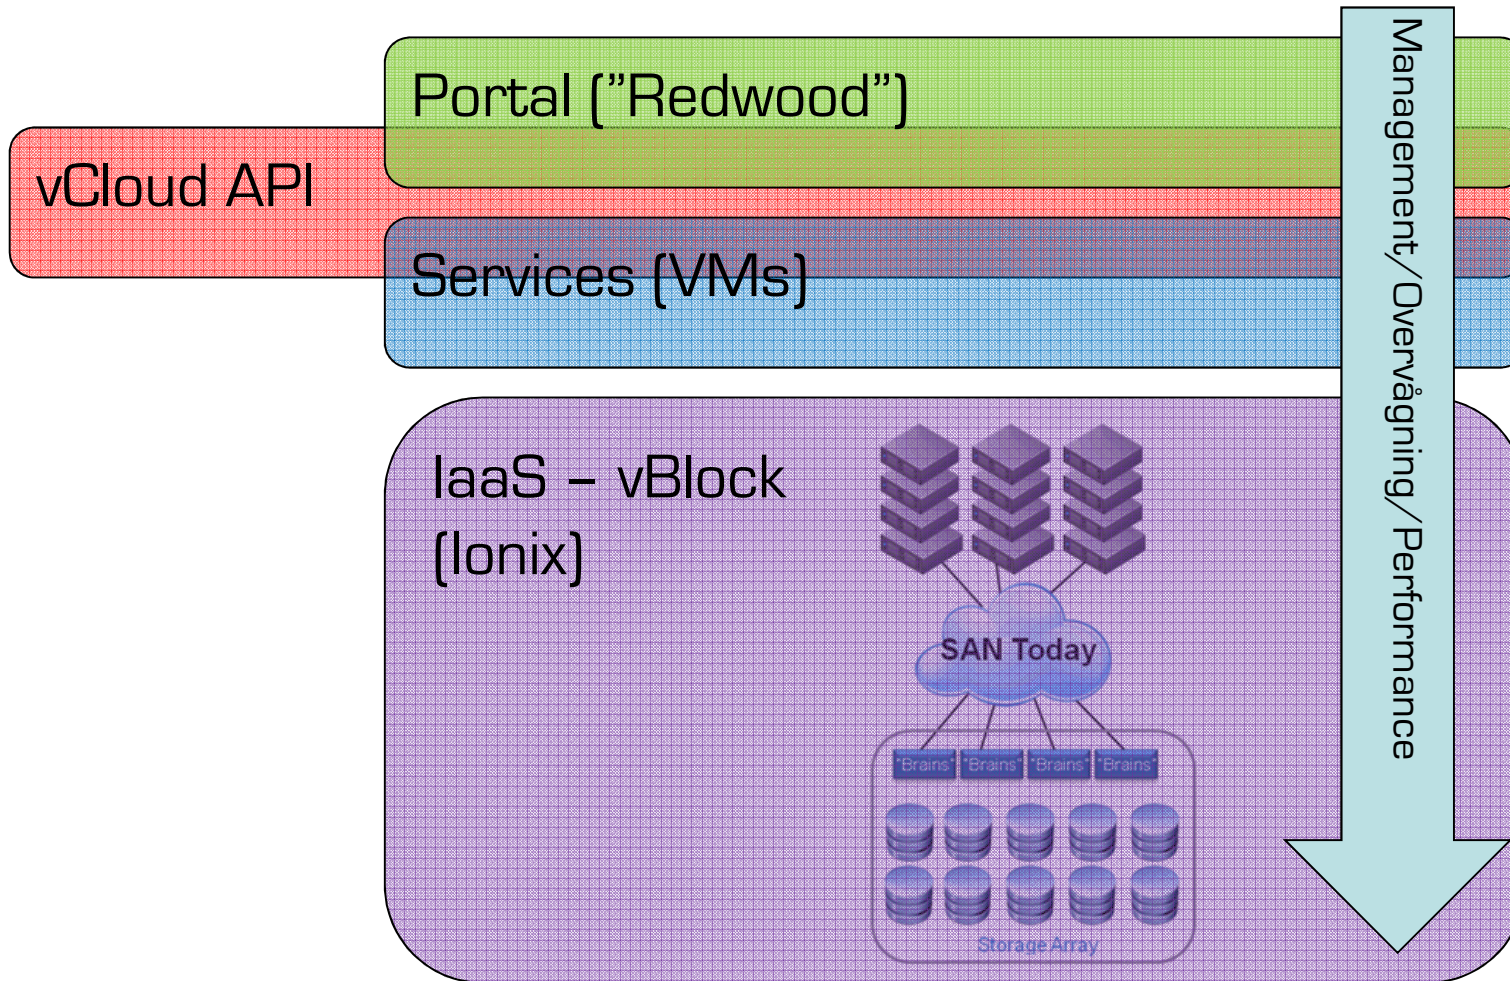 Portal (”Redwood”)
vCloud API
Services (VMs)
IaaS – vBlock
(Ionix)
SAN Today
"Brains" "Brains" "Brains" "Brains"
Storage Array
Management/Overvågning/Performance